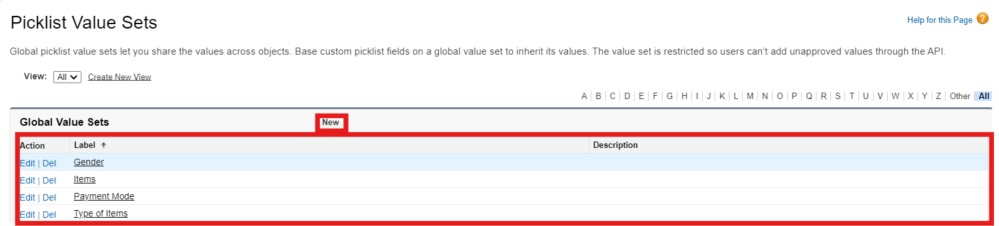 Picklist Value Sets
Help for this Page ?
Global picklist value sets let you share the values across objects. Base custom picklist fields on a global value set to inherit its values. The value set is restricted so users can't add unapproved values through the API.
View: All Create New View
A | B | C | D | E | F | G | H | I | J | K | L | M | N | O | P | Q | R | S | T | U | V | W | X | Y | Z | Other | All
Global Value Sets New
Action Label ↑ Description
Edit | Del Gender
Edit | Del Items
Edit | Del Payment Mode
Edit | Del Type of Items